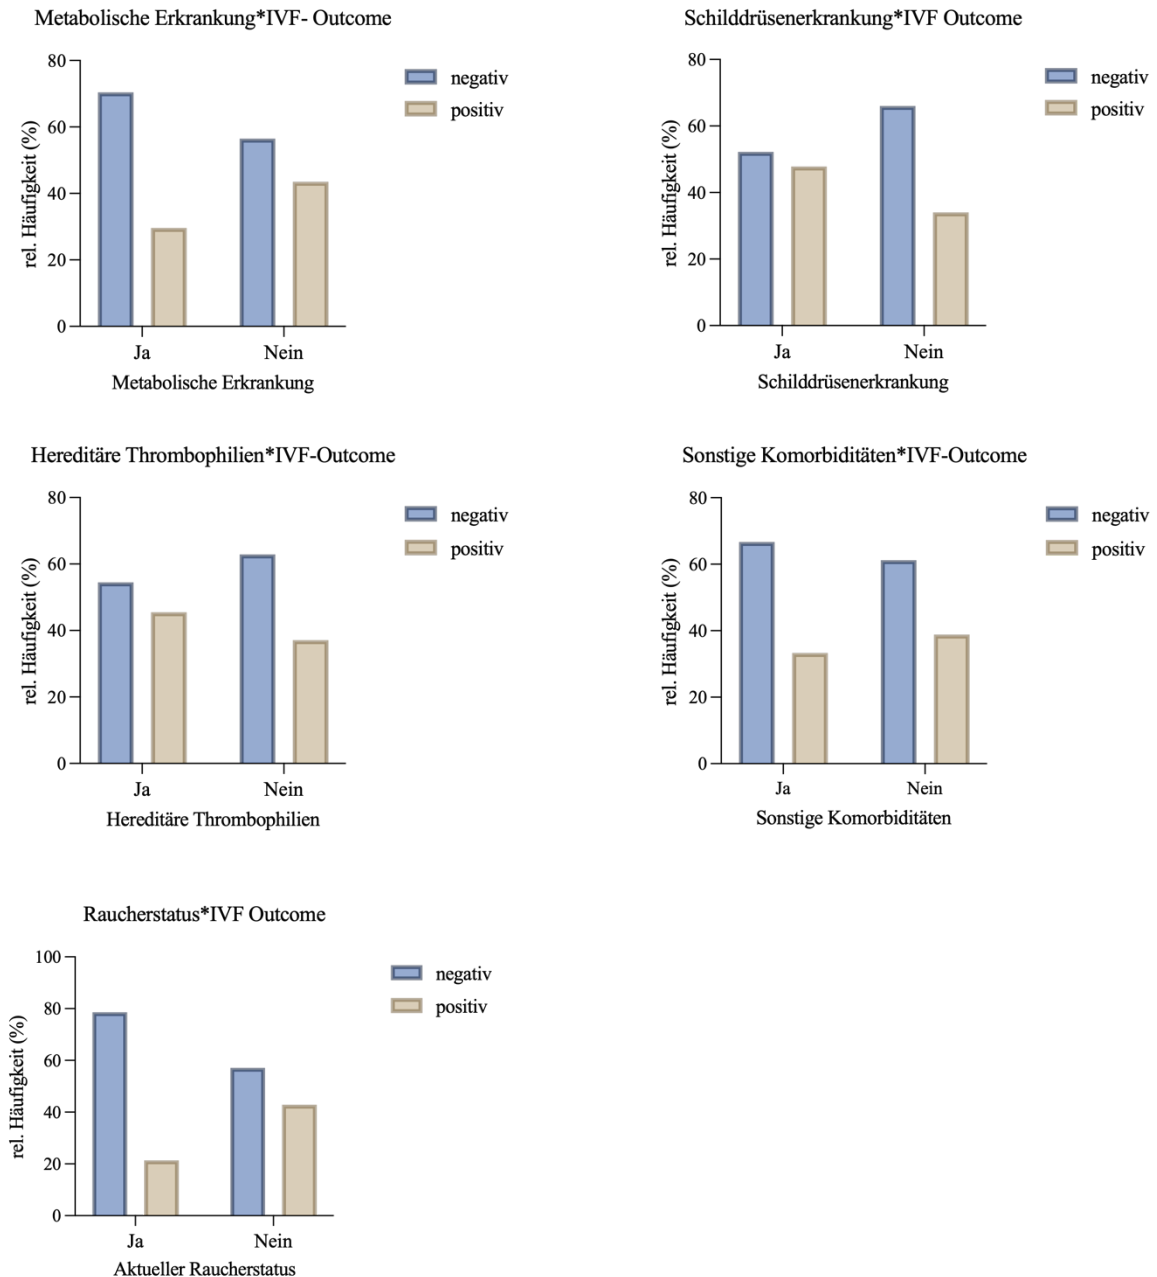 Metabolische Erkrankung*IVF- Outcome
80
60
40
20
0
rel. Häufigkeit (%)
negativ
positiv
Ja
Nein
Metabolische Erkrankung
Schilddrüsenerkrankung*IVF Outcome
80
60
40
20
0
rel. Häufigkeit (%)
negativ
positiv
Ja
Nein
Schilddrüsenerkrankung
Hereditäre Thrombophilien*IVF-Outcome
80
60
40
20
0
rel. Häufigkeit (%)
negativ
positiv
Ja
Nein
Hereditäre Thrombophilien
Sonstige Komorbiditäten*IVF-Outcome
80
60
40
20
0
rel. Häufigkeit (%)
negativ
positiv
Ja
Nein
Sonstige Komorbiditäten
Raucherstatus*IVF Outcome
100
80
60
40
20
0
rel. Häufigkeit (%)
negativ
positiv
Ja
Nein
Aktueller Raucherstatus